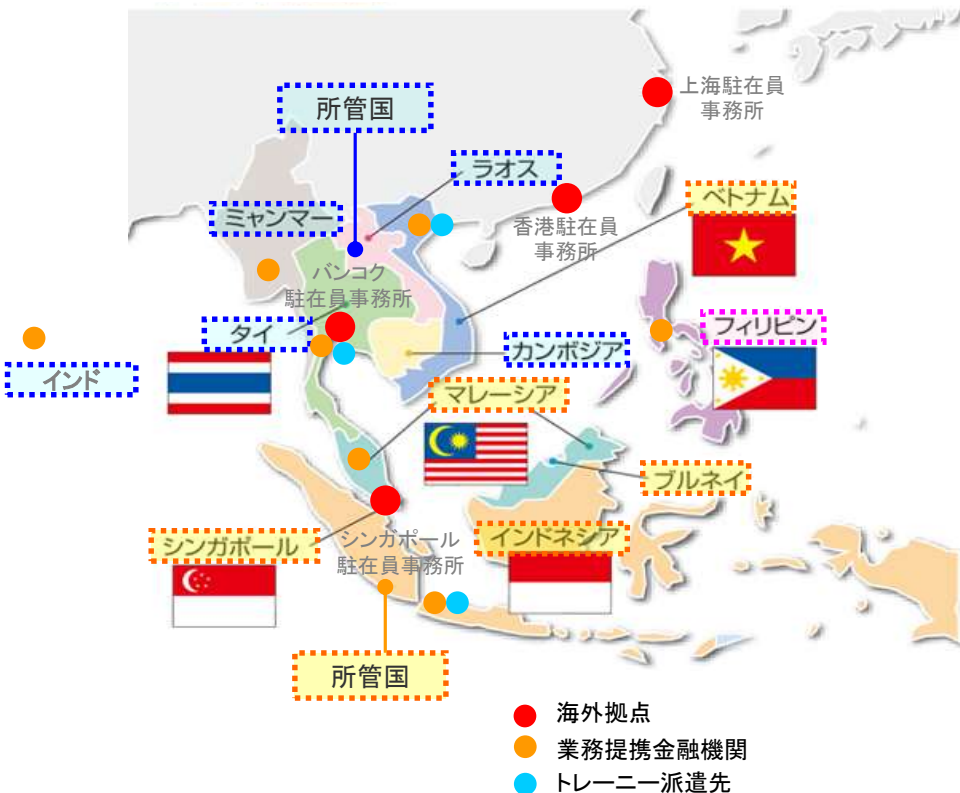 上海駐在員
事務所
所管国
ラオス
ベトナム
ミャンマー
香港駐在員
事務所
バンコク
駐在員事務所
タイ
カンボジア
フィリピン
インド
マレーシア
ブルネイ
シンガポール
シンガポール
駐在員事務所
インドネシア
所管国
海外拠点
業務提携金融機関
トレーニー派遣先